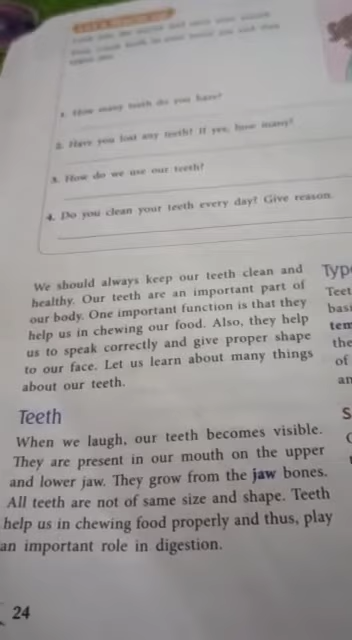 1. How many teeth do you have?
2. Have you lost any teeth? If yes, how many?
3. How do we use our teeth?
4. Do you clean your teeth every day? Give reason.
We should always keep our teeth clean and
healthy. Our teeth are an important part of
our body. One important function is that they
help us in chewing our food. Also, they help
us to speak correctly and give proper shape
to our face. Let us learn about many things
about our teeth.
Teeth
When we laugh, our teeth becomes visible.
They are present in our mouth on the upper
and lower jaw. They grow from the jaw bones.
All teeth are not of same size and shape. Teeth
help us in chewing food properly and thus, play
an important role in digestion.
24
the
of